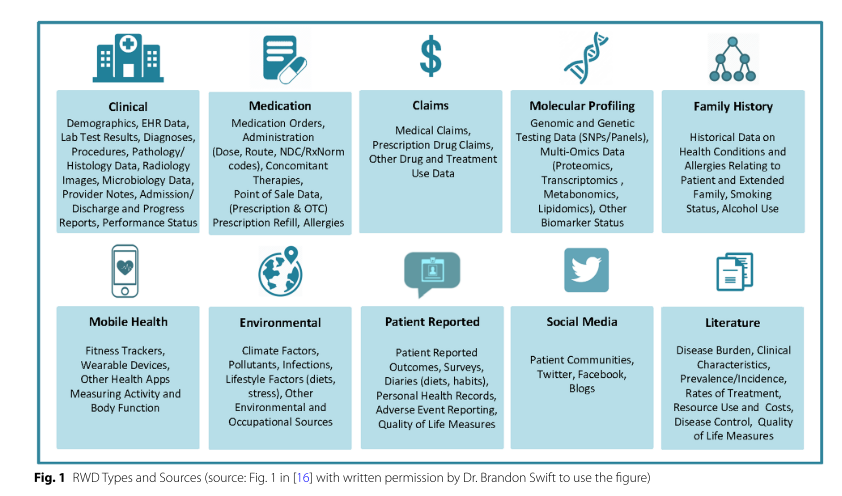 Clinical
Demographics, EHR Data,
Lab Test Results, Diagnoses,
Procedures, Pathology/
Histology Data, Radiology
Images, Microbiology Data,
Provider Notes, Admission/
Discharge and Progress
Reports, Performance Status
Medication
Medication Orders,
Administration
(Dose, Route, NDC/RxNorm
codes), Concomitant
Therapies,
Point of Sale Data,
(Prescription & OTC)
Prescription Refill, Allergies
$
Claims
Medical Claims,
Prescription Drug Claims,
Other Drug and Treatment
Use Data
Molecular Profiling
Genomic and Genetic
Testing Data (SNPs/Panels),
Multi-Omics Data
(Proteomics,
Transcriptomics ,
Metabonomics,
Lipidomics), Other
Biomarker Status
Family History
Historical Data on
Health Conditions and
Allergies Relating to
Patient and Extended
Family, Smoking
Status, Alcohol Use
Mobile Health
Fitness Trackers,
Wearable Devices,
Other Health Apps
Measuring Activity and
Body Function
Environmental
Climate Factors,
Pollutants, Infections,
Lifestyle Factors (diets,
stress), Other
Environmental and
Occupational Sources
Patient Reported
Patient Reported
Outcomes, Surveys,
Diaries (diets, habits),
Personal Health Records,
Adverse Event Reporting,
Quality of Life Measures
Social Media
Patient Communities,
Twitter, Facebook,
Blogs
Literature
Disease Burden, Clinical
Characteristics,
Prevalence/Incidence,
Rates of Treatment,
Resource Use and Costs,
Disease Control, Quality
of Life Measures
Fig. 1 RWD Types and Sources (source: Fig. 1 in [16] with written permission by Dr. Brandon Swift to use the figure)